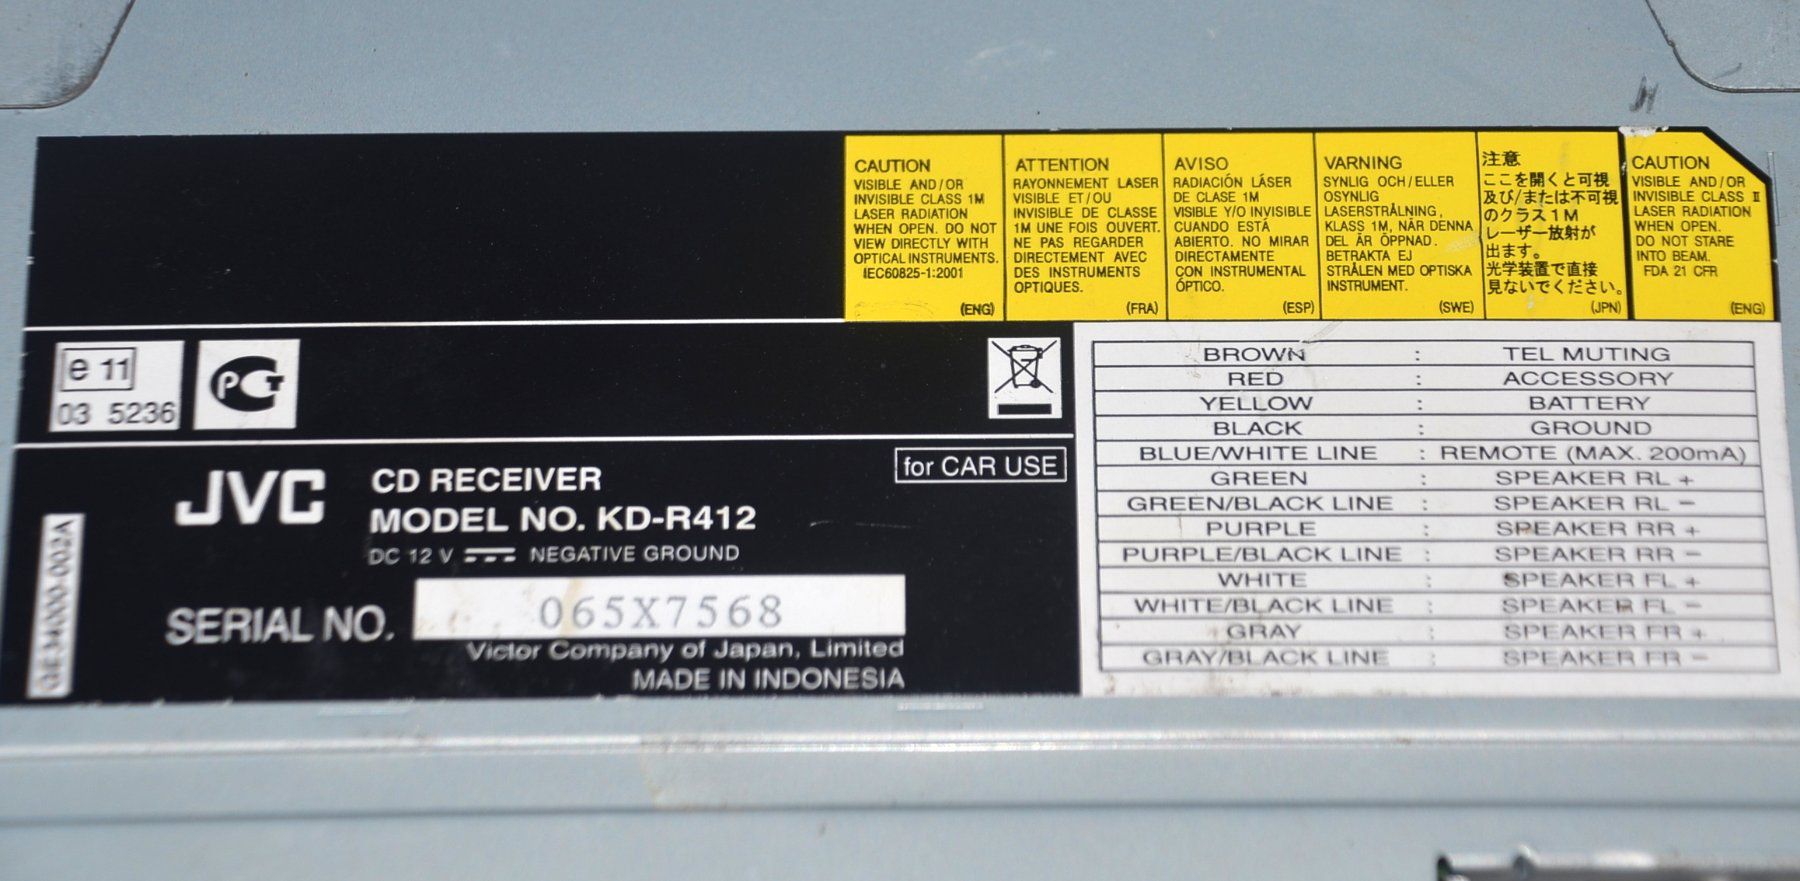 CAUTION
VISIBLE AND/OR
INVISIBLE CLASS 1M
LASER RADIATION
WHEN OPEN. DO NOT
VIEW DIRECTLY WITH
OPTICAL INSTRUMENTS.
IEC60825-1:2001
(ENG)
ATTENTION
RAYONNEMENT LASER
VISIBLE ET/OU
INVISIBLE DE CLASSE
1M UNE FOIS OUVERT.
NE PAS REGARDER
DIRECTEMENT AVEC
DES INSTRUMENTS
OPTIQUES.
(FRA)
AVISO
RADIACIÓN LÁSER
DE CLASE 1M
VISIBLE Y/O INVISIBLE
CUANDO ESTÁ
ABIERTO. NO MIRAR
DIRECTAMENTE
CON INSTRUMENTAL
ÓPTICO.
(ESP)
VARNING
SYNLIG OCH/ELLER
OSYNLIG
LASERSTRÅLNING,
KLASS 1M, NÄR DENNA
DEL ÄR ÖPPNAD.
BETRAKTA EJ
STRÅLEN MED OPTISKA
INSTRUMENT.
(SWE)
注意
ここを開くと可視
及び/または不可視
のクラス1M
レーザー放射が
出ます。
光学装置で直接
見ないでください。
(JPN)
CAUTION
VISIBLE AND/OR
INVISIBLE CLASS II
LASER RADIATION
WHEN OPEN.
DO NOT STARE
INTO BEAM.
FDA 21 CFR
(ENG)
e 11
03 5236
PCT
JVC
CD RECEIVER
MODEL NO. KD-R412
DC 12 V NEGATIVE GROUND
for CAR USE
SERIAL NO. 065X7568
Victor Company of Japan, Limited
MADE IN INDONESIA
GE34000-002A
BROWN : TEL MUTING
RED : ACCESSORY
YELLOW : BATTERY
BLACK : GROUND
BLUE/WHITE LINE : REMOTE (MAX. 200mA)
GREEN : SPEAKER RL +
GREEN/BLACK LINE : SPEAKER RL −
PURPLE : SPEAKER RR +
PURPLE/BLACK LINE : SPEAKER RR −
WHITE : SPEAKER FL +
WHITE/BLACK LINE : SPEAKER FL −
GRAY : SPEAKER FR +
GRAY/BLACK LINE : SPEAKER FR −